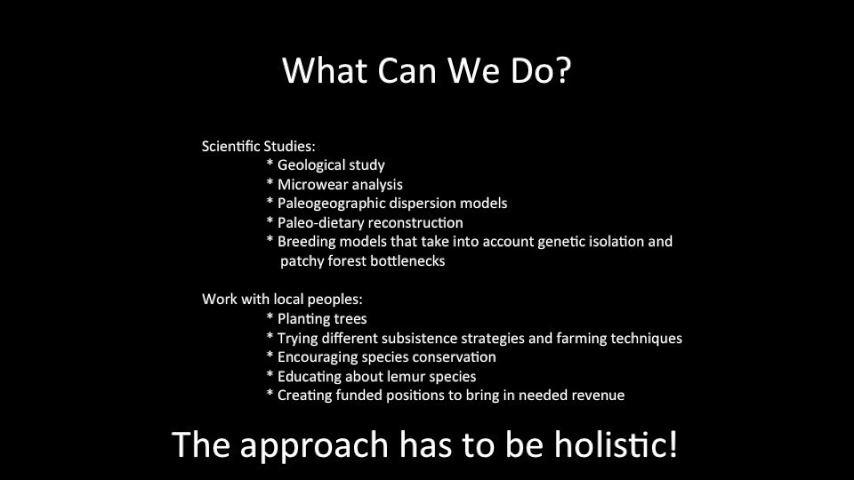 What Can We Do?
Scientific Studies:
* Geological study
* Microwear analysis
* Paleogeographic dispersion models
* Paleo-dietary reconstruction
* Breeding models that take into account genetic isolation and
patchy forest bottlenecks
Work with local peoples:
* Planting trees
* Trying different subsistence strategies and farming techniques
* Encouraging species conservation
* Educating about lemur species
* Creating funded positions to bring in needed revenue
The approach has to be holistic!